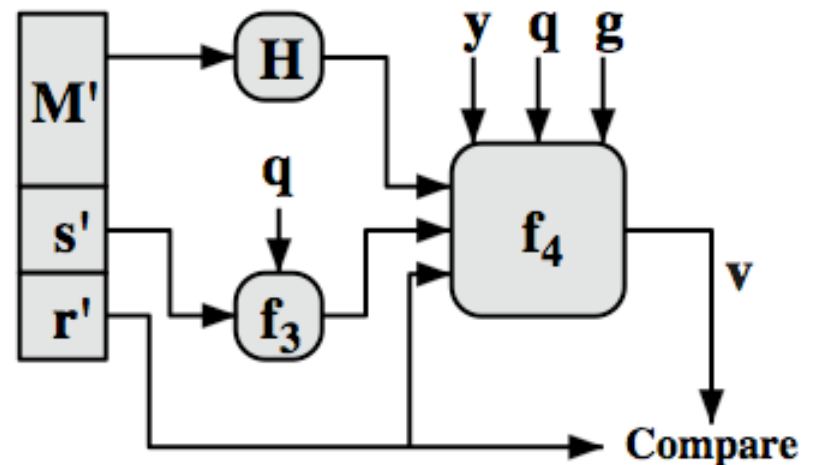 y q g
M' H
q
s' f₄
v
r' f₃
Compare